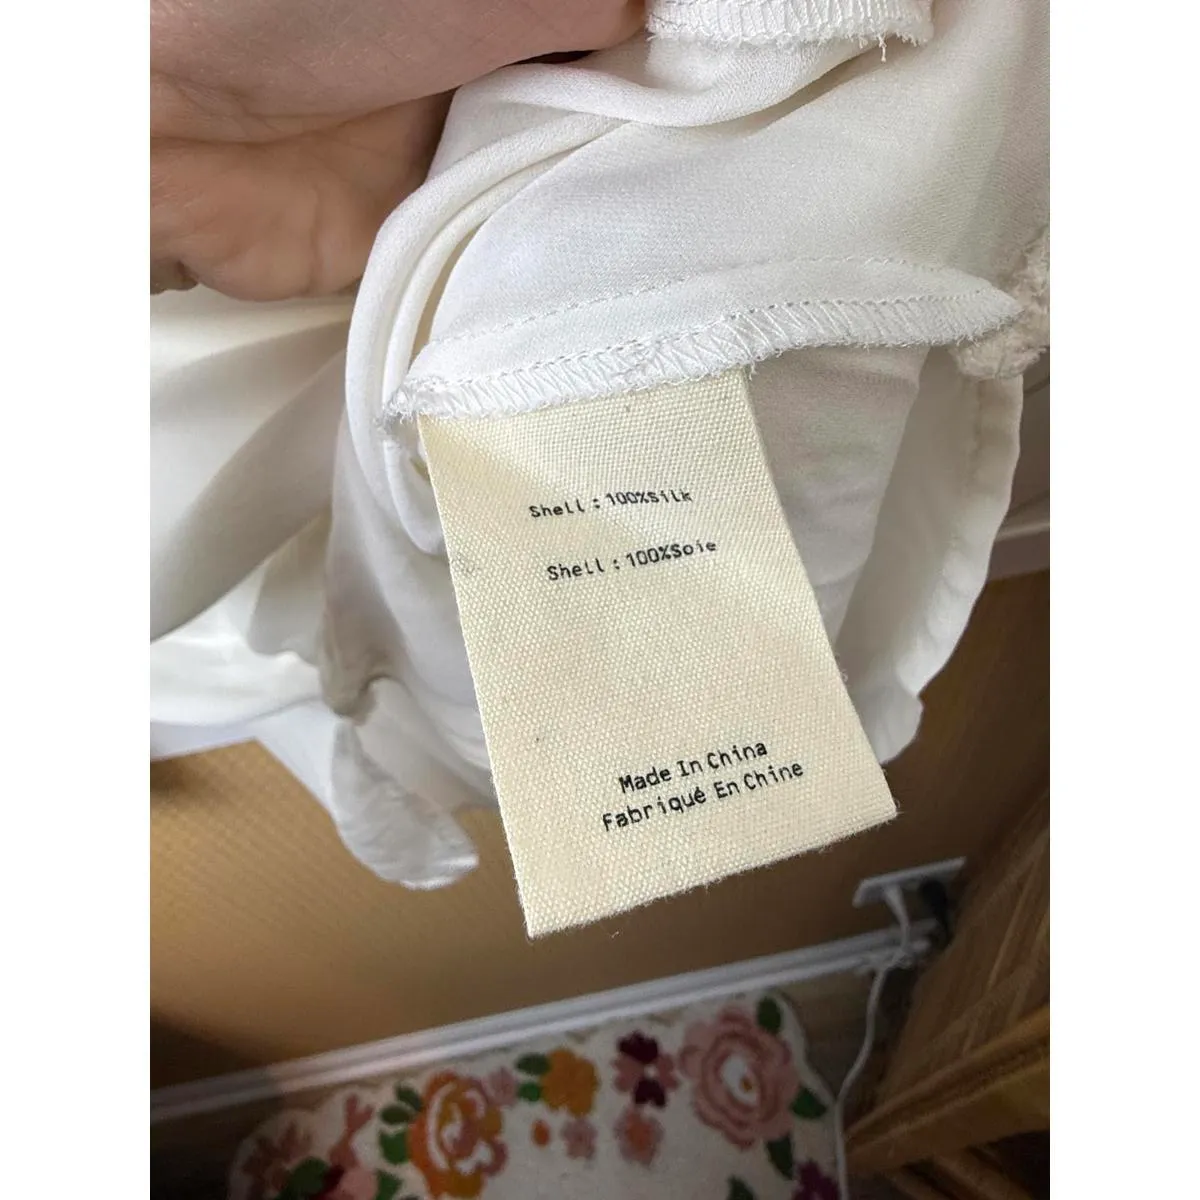 Shell : 100%Silk
Shell : 100%Soie
Made In China
Fabriqué En Chine